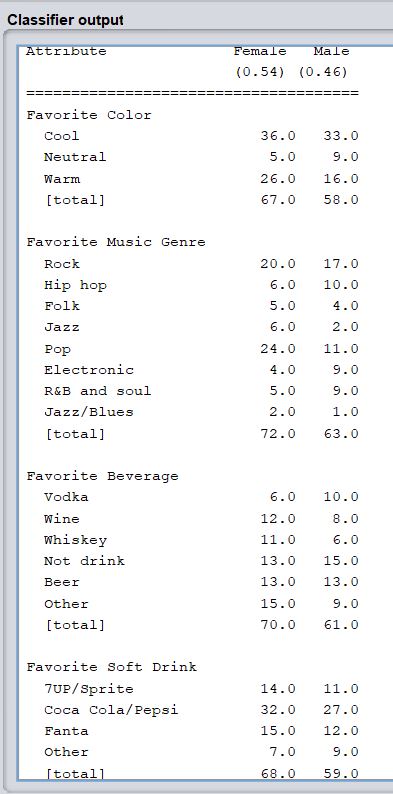 Classifier output
Attribute Female Male
(0.54) (0.46)
=====================================
Favorite Color
Cool 36.0 33.0
Neutral 5.0 9.0
Warm 26.0 16.0
[total] 67.0 58.0
Favorite Music Genre
Rock 20.0 17.0
Hip hop 6.0 10.0
Folk 5.0 4.0
Jazz 6.0 2.0
Pop 24.0 11.0
Electronic 4.0 9.0
R&B and soul 5.0 9.0
Jazz/Blues 2.0 1.0
[total] 72.0 63.0
Favorite Beverage
Vodka 6.0 10.0
Wine 12.0 8.0
Whiskey 11.0 6.0
Not drink 13.0 15.0
Beer 13.0 13.0
Other 15.0 9.0
[total] 70.0 61.0
Favorite Soft Drink
7UP/Sprite 14.0 11.0
Coca Cola/Pepsi 32.0 27.0
Fanta 15.0 12.0
Other 7.0 9.0
[total] 68.0 59.0